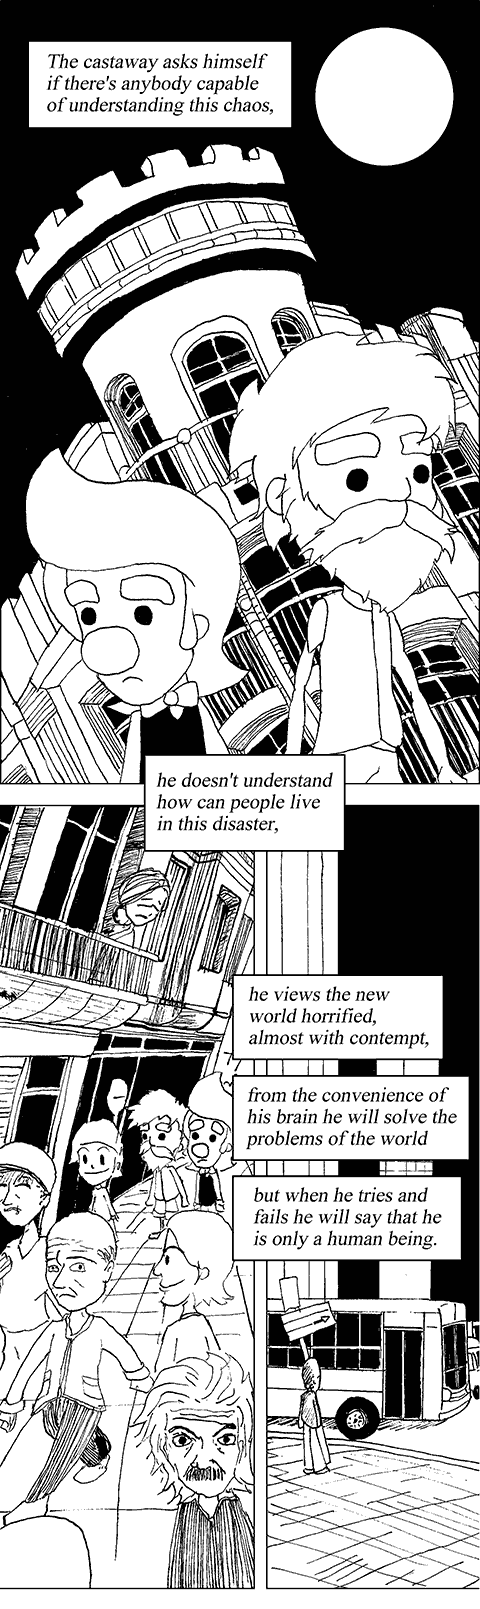 The castaway asks himself
if there's anybody capable
of understanding this chaos,
he doesn't understand
how can people live
in this disaster,
he views the new
world horrified,
almost with contempt,
from the convenience of
his brain he will solve the
problems of the world
but when he tries and
fails he will say that he
is only a human being.